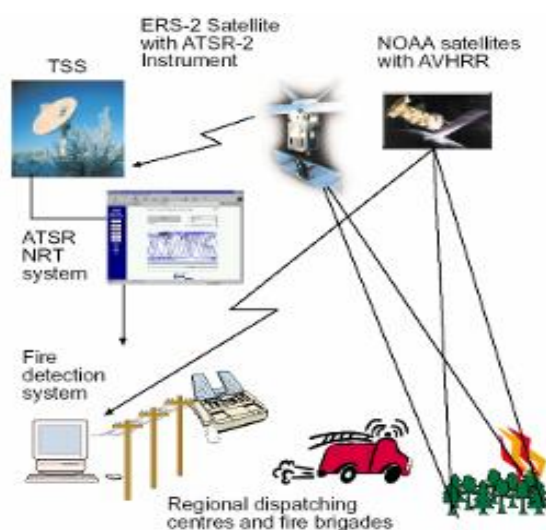 ERS-2 Satellite
with ATSR-2
Instrument
NOAA satellites
with AVHRR
TSS
ATSR
NRT
system
Fire
detection
system
Regional dispatching
centres and fire brigades